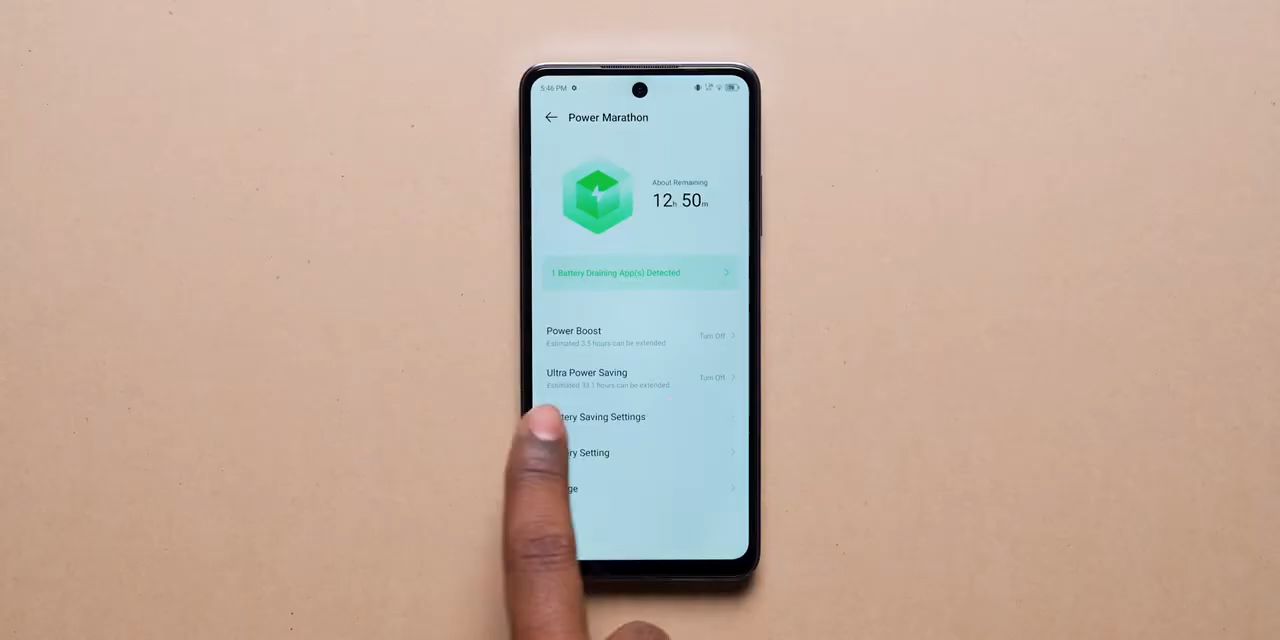 5:46 PM
Power Marathon
About Remaining
12h 50m
1 Battery Draining App(s) Detected
Power Boost
Turn Off
Estimated 3.5 hours can be extended
Ultra Power Saving
Turn Off
Estimated 33.1 hours can be extended
tery Saving Settings
ry Setting
ge